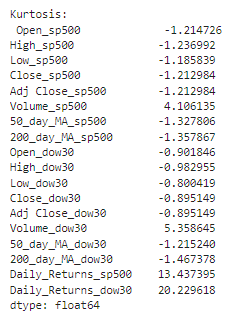 Kurtosis:
 Open_sp500 -1.214726
High_sp500 -1.236992
Low_sp500 -1.185839
Close_sp500 -1.212984
Adj Close_sp500 -1.212984
Volume_sp500 4.106135
50_day_MA_sp500 -1.327806
200_day_MA_sp500 -1.357867
Open_dow30 -0.901846
High_dow30 -0.982955
Low_dow30 -0.800419
Close_dow30 -0.895149
Adj Close_dow30 -0.895149
Volume_dow30 5.358645
50_day_MA_dow30 -1.215240
200_day_MA_dow30 -1.467378
Daily_Returns_sp500 13.437395
Daily_Returns_dow30 20.229618
dtype: float64